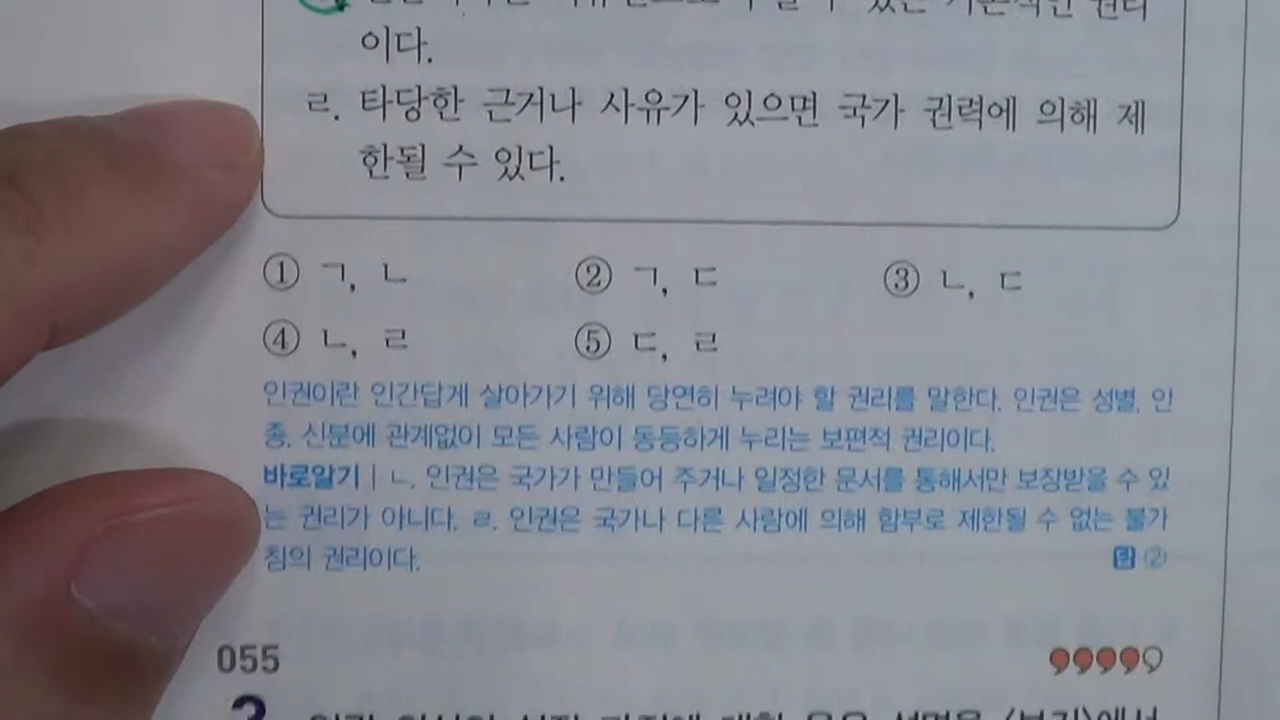 있는 기본적인 권리
이다.
ㄹ. 타당한 근거나 사유가 있으면 국가 권력에 의해 제
한될 수 있다.
① ㄱ, ㄴ ② ㄱ, ㄷ ③ ㄴ, ㄷ
④ ㄴ, ㄹ ⑤ ㄷ, ㄹ
인권이란 인간답게 살아가기 위해 당연히 누려야 할 권리를 말한다. 인권은 성별, 인
종, 신분에 관계없이 모든 사람이 동등하게 누리는 보편적 권리이다.
바로알기 | ㄴ. 인권은 국가가 만들어 주거나 일정한 문서를 통해서만 보장받을 수 있
는 권리가 아니다. ㄹ. 인권은 국가나 다른 사람에 의해 함부로 제한될 수 없는 불가
침의 권리이다. 답 ②
055